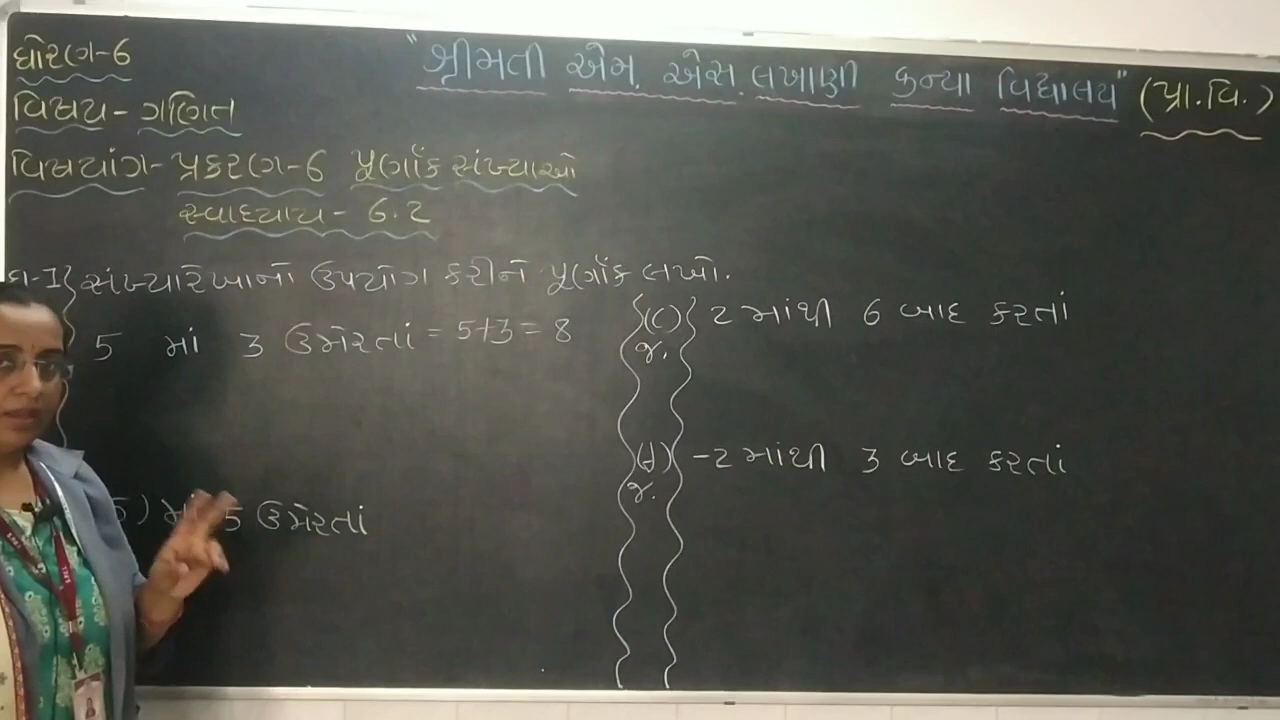 "શ્રીમતી એમ. એસ. લખાણી કન્યા વિદ્યાલય" (પ્રા.વિ.)
ધોરણ-6
વિષય - ગણિત
વિષયાંગ- પ્રકરણ-6 પૂર્ણાંક સંખ્યાઓ
સ્વાધ્યાય - 6.2
સંખ્યારેખાનો ઉપયોગ કરીને પૂર્ણાંક લખો.
5 માં 3 ઉમેરતાં = 5+3 = 8
5) 5 ઉમેરતાં
(c) 2 માંથી 6 બાદ કરતાં
જ.
-2 માંથી 3 બાદ કરતાં
જ.